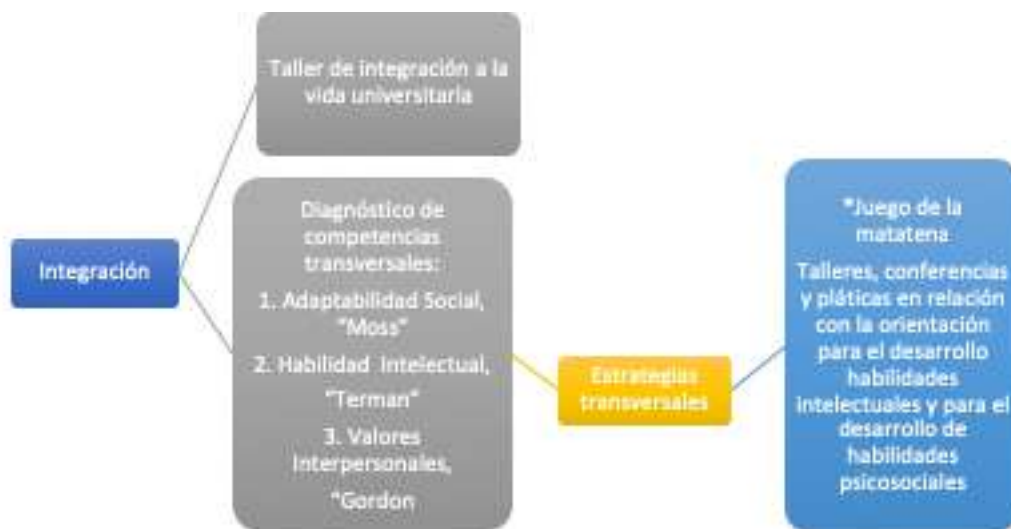 Taller de integración a la
vida universitaria
Integración
Diagnóstico de
competencias
transversales:
1. Adaptabilidad Social,
"Moss"
2. Habilidad Intelectual,
"Terman"
3. Valores
Interpersonales,
"Gordon
Estrategias
transversales
*Juego de la
matatena
Talleres, conferencias
y pláticas en relación
con la orientación
para el desarrollo
habilidades
intelectuales y para el
desarrollo de
habilidades
psicosociales